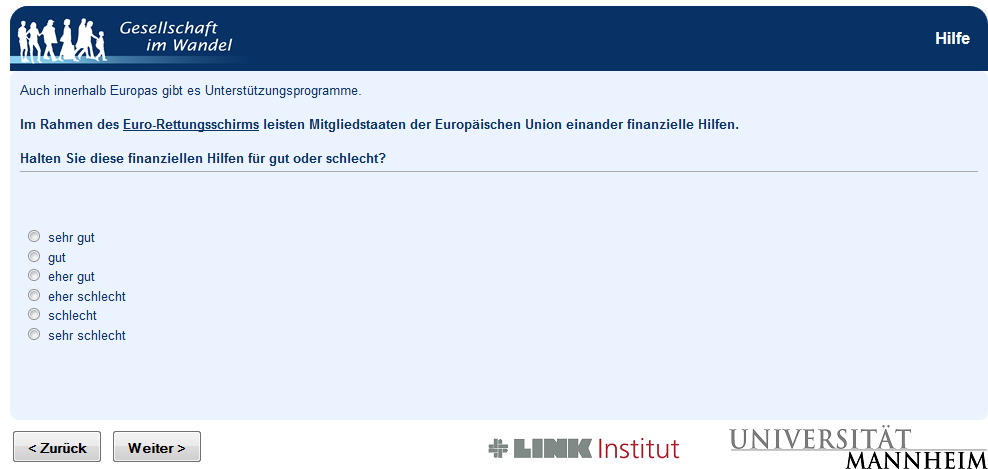 Gesellschaft
im Wandel
Hilfe
Auch innerhalb Europas gibt es Unterstützungsprogramme.
Im Rahmen des Euro-Rettungsschirms leisten Mitgliedstaaten der Europäischen Union einander finanzielle Hilfen.
Halten Sie diese finanziellen Hilfen für gut oder schlecht?
sehr gut
gut
eher gut
eher schlecht
schlecht
sehr schlecht
< Zurück
Weiter >
LINK Institut
UNIVERSITÄT
MANNHEIM